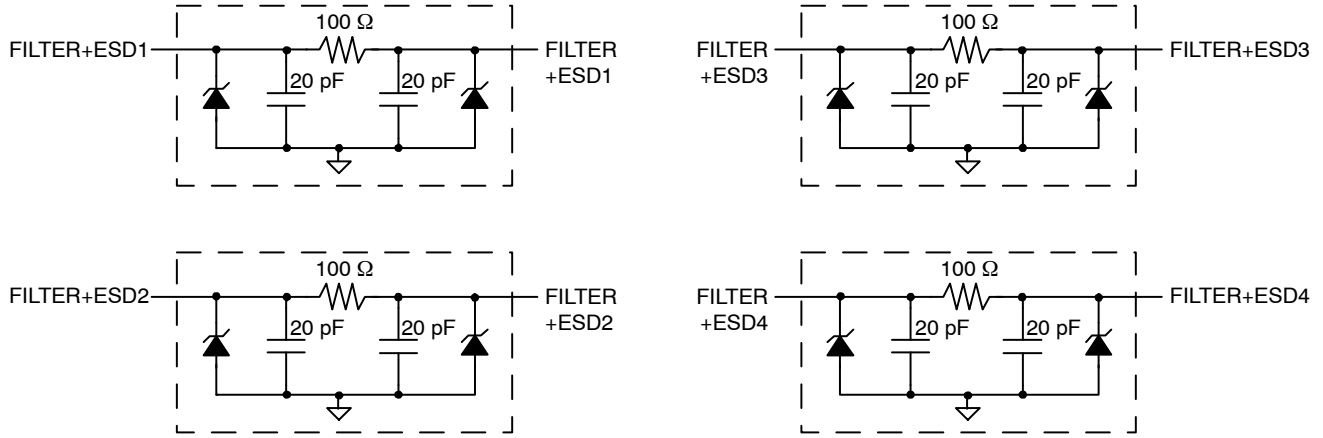 100 Ω
FILTER+ESD1
20 pF
20 pF
FILTER
+ESD1
100 Ω
FILTER
+ESD3
20 pF
20 pF
FILTER+ESD3
100 Ω
FILTER+ESD2
20 pF
20 pF
FILTER
+ESD2
100 Ω
FILTER
+ESD4
20 pF
20 pF
FILTER+ESD4